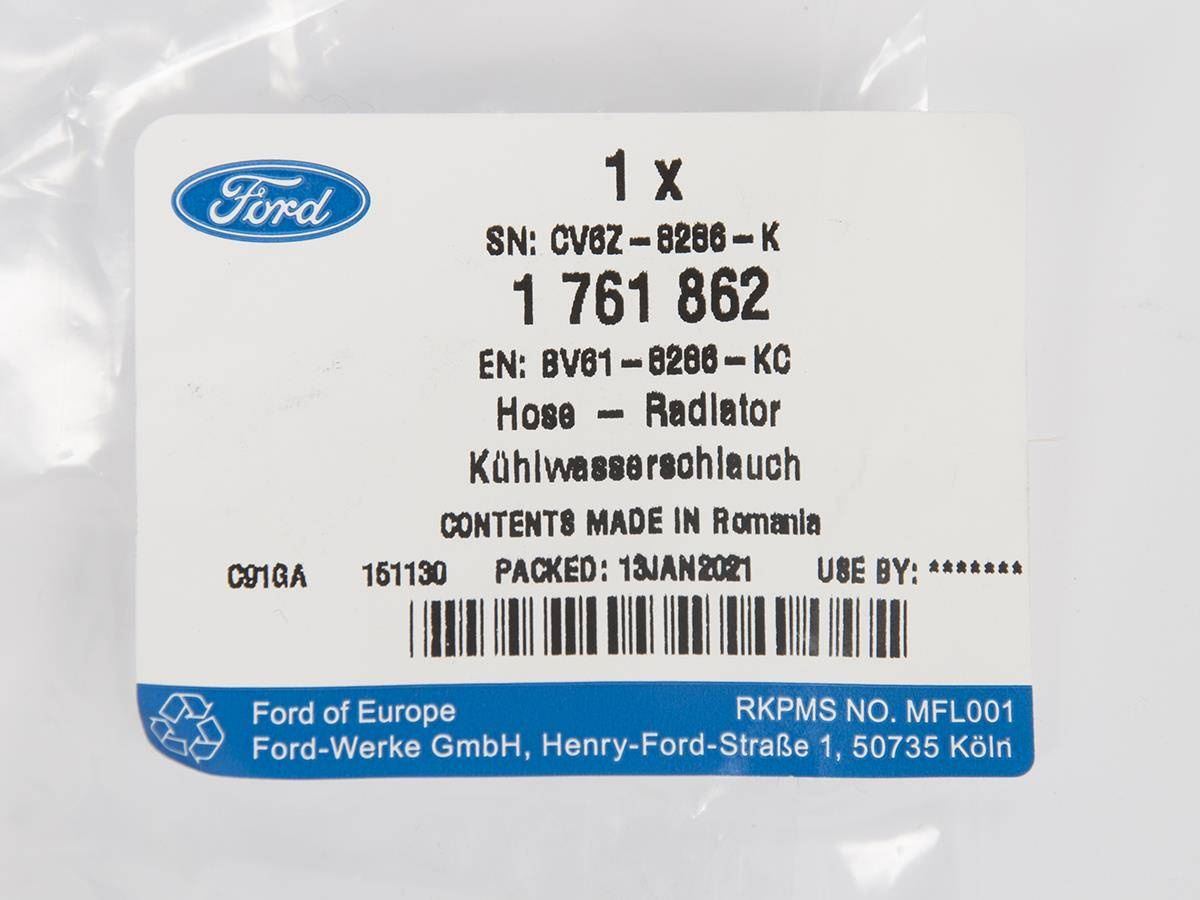 Ford
1 x
SN: CV6Z-8286-K
1 761 862
EN: BV61-8286-KC
Hose - Radiator
Kühlwasserschlauch
CONTENTS MADE IN Romania
C91GA 151130 PACKED: 13JAN2021 USE BY: *******
Ford of Europe RKPMS NO. MFL001
Ford-Werke GmbH, Henry-Ford-Straße 1, 50735 Köln